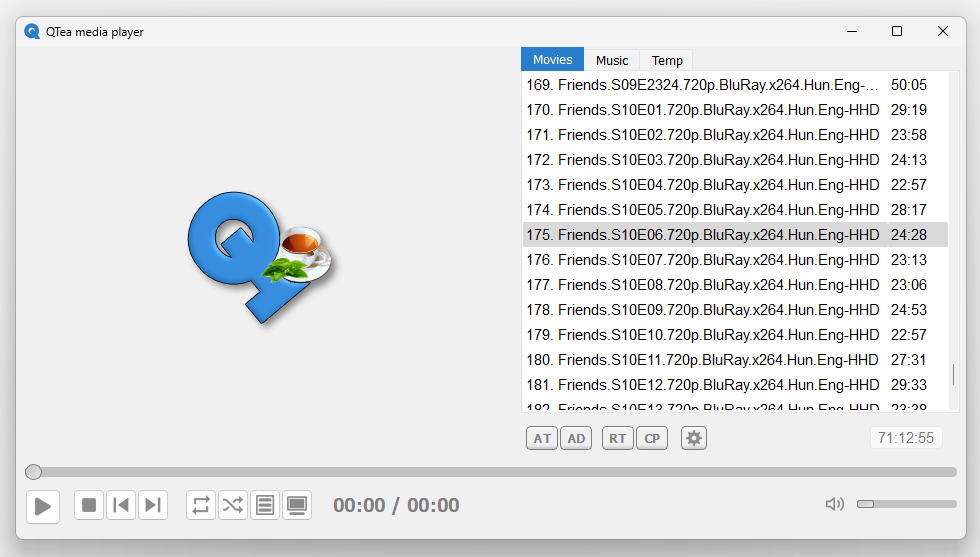 QTea media player
Movies Music Temp
169. Friends.S09E2324.720p.BluRay.x264.Hun.Eng-... 50:05
170. Friends.S10E01.720p.BluRay.x264.Hun.Eng-HHD 29:19
171. Friends.S10E02.720p.BluRay.x264.Hun.Eng-HHD 23:58
172. Friends.S10E03.720p.BluRay.x264.Hun.Eng-HHD 24:13
173. Friends.S10E04.720p.BluRay.x264.Hun.Eng-HHD 22:57
174. Friends.S10E05.720p.BluRay.x264.Hun.Eng-HHD 28:17
175. Friends.S10E06.720p.BluRay.x264.Hun.Eng-HHD 24:28
176. Friends.S10E07.720p.BluRay.x264.Hun.Eng-HHD 23:13
177. Friends.S10E08.720p.BluRay.x264.Hun.Eng-HHD 23:06
178. Friends.S10E09.720p.BluRay.x264.Hun.Eng-HHD 24:53
179. Friends.S10E10.720p.BluRay.x264.Hun.Eng-HHD 22:57
180. Friends.S10E11.720p.BluRay.x264.Hun.Eng-HHD 27:31
181. Friends.S10E12.720p.BluRay.x264.Hun.Eng-HHD 29:33
182. Friends.S10E13.720p.BluRay.x264.Hun.Eng-HHD 23:38
AT AD RT CP 71:12:55
00:00 / 00:00